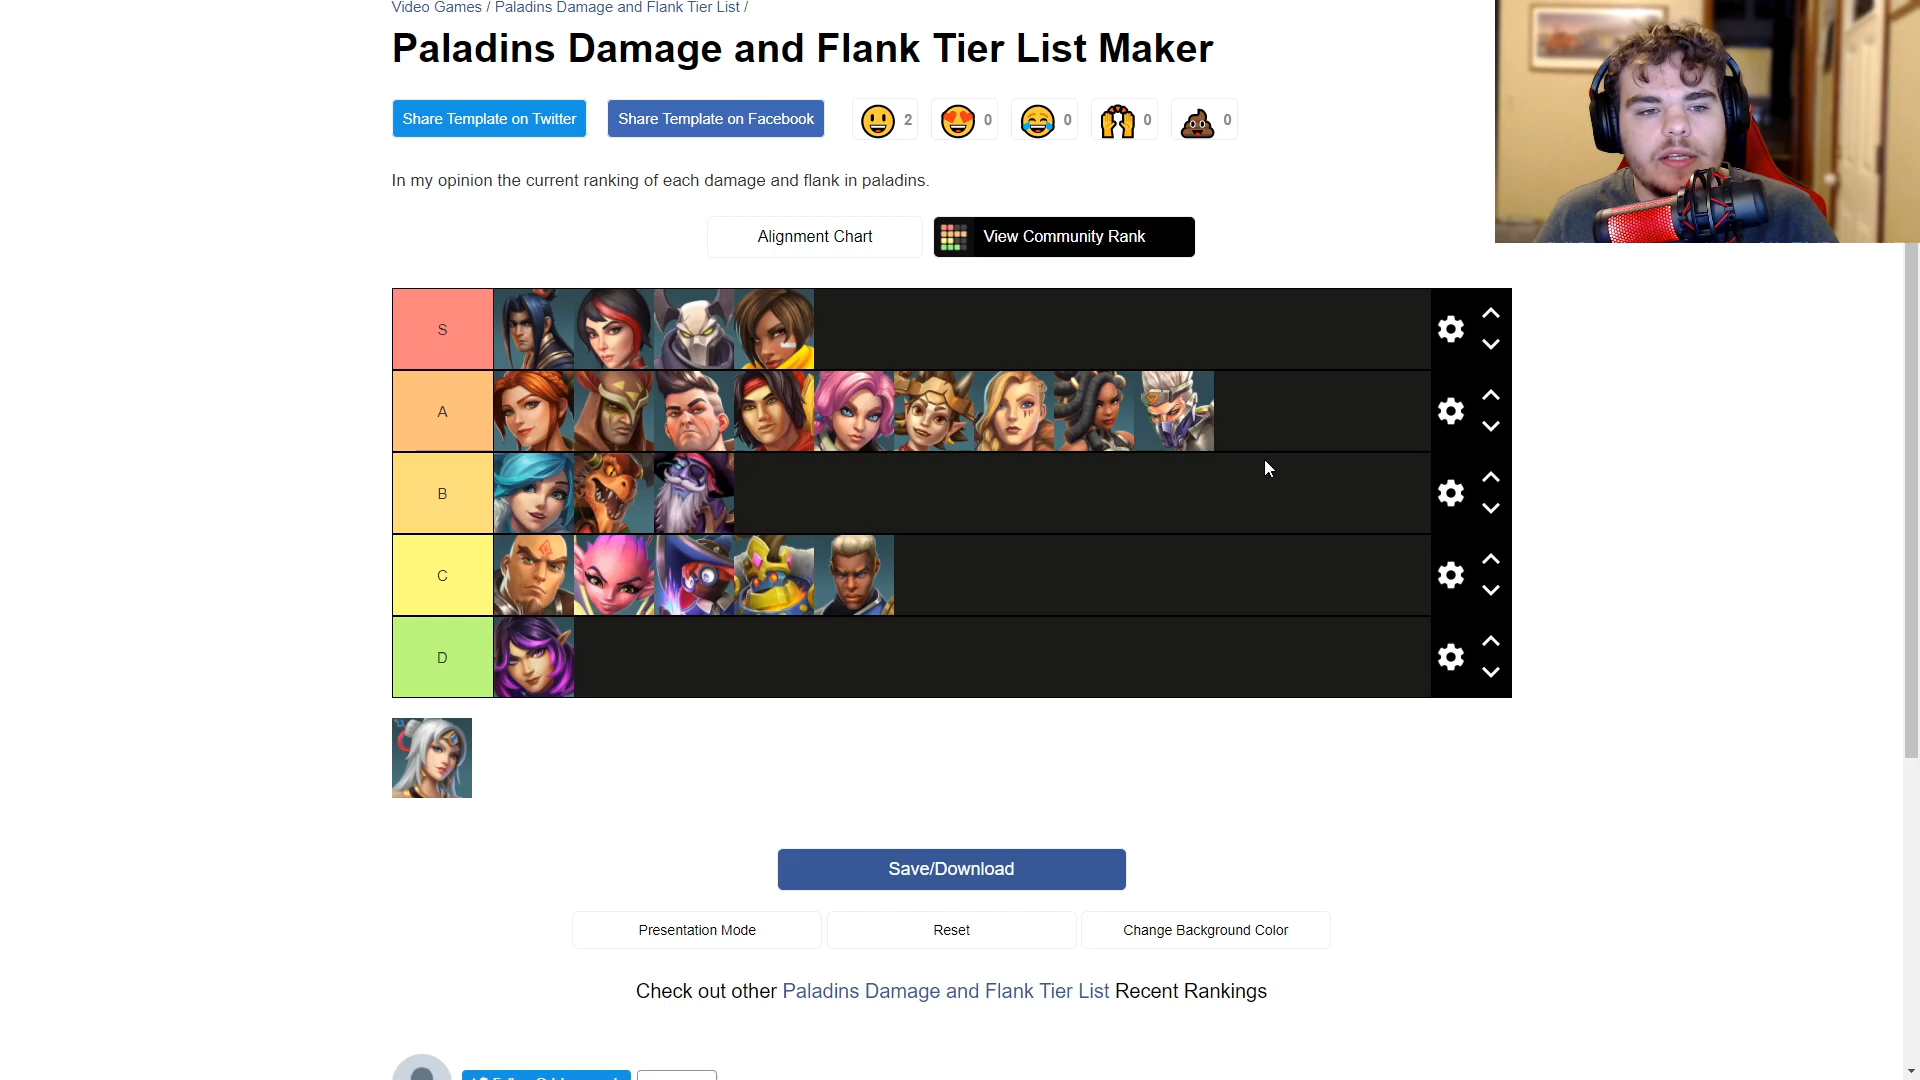 Video Games / Paladins Damage and Flank Tier List /
Paladins Damage and Flank Tier List Maker
Share Template on Twitter
Share Template on Facebook
2
0
0
0
0
In my opinion the current ranking of each damage and flank in paladins.
Alignment Chart
View Community Rank
S
A
B
C
D
Save/Download
Presentation Mode
Reset
Change Background Color
Check out other Paladins Damage and Flank Tier List Recent Rankings